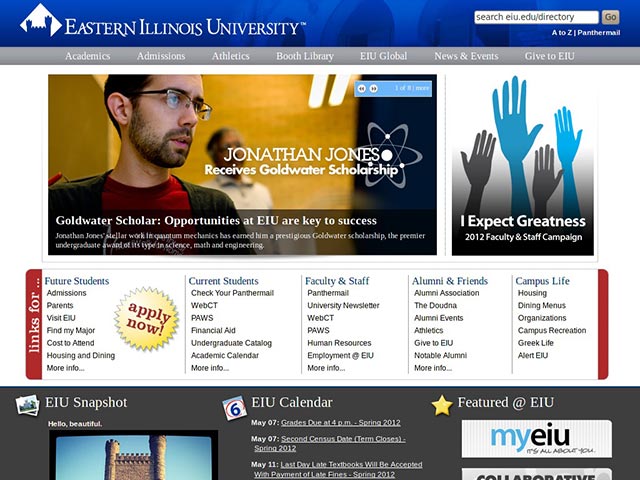 EASTERN ILLINOIS UNIVERSITY™
search eiu.edu/directory
Go
A to Z | Panthermail
Academics Admissions Athletics Booth Library EIU Global News & Events Give to EIU
1 of 8 | more
JONATHAN JONES
Receives Goldwater Scholarship
Goldwater Scholar: Opportunities at EIU are key to success
Jonathan Jones' stellar work in quantum mechanics has earned him a prestigious Goldwater scholarship, the premier
undergraduate award of its type in science, math and engineering.
I Expect Greatness
2012 Faculty & Staff Campaign
links for ...
Future Students
Admissions
Parents
Visit EIU
Find my Major
Cost to Attend
Housing and Dining
More info...
apply
now!
Current Students
Check Your Panthermail
WebCT
PAWS
Financial Aid
Undergraduate Catalog
Academic Calendar
More info...
Faculty & Staff
Panthermail
University Newsletter
WebCT
PAWS
Human Resources
Employment @ EIU
More info...
Alumni & Friends
Alumni Association
The Doudna
Alumni Events
Athletics
Give to EIU
Notable Alumni
More info...
Campus Life
Housing
Dining Menus
Organizations
Campus Recreation
Greek Life
Alert EIU
EIU Snapshot
Hello, beautiful.
6
EIU Calendar
May 07: Grades Due at 4 p.m. - Spring 2012
May 07: Second Census Date (Term Closes) -
Spring 2012
May 11: Last Day Late Textbooks Will Be Accepted
With Payment of Late Fines - Spring 2012
Featured @ EIU
myeiu
IT'S ALL ABOUT YOU.
COLLABORATIVE